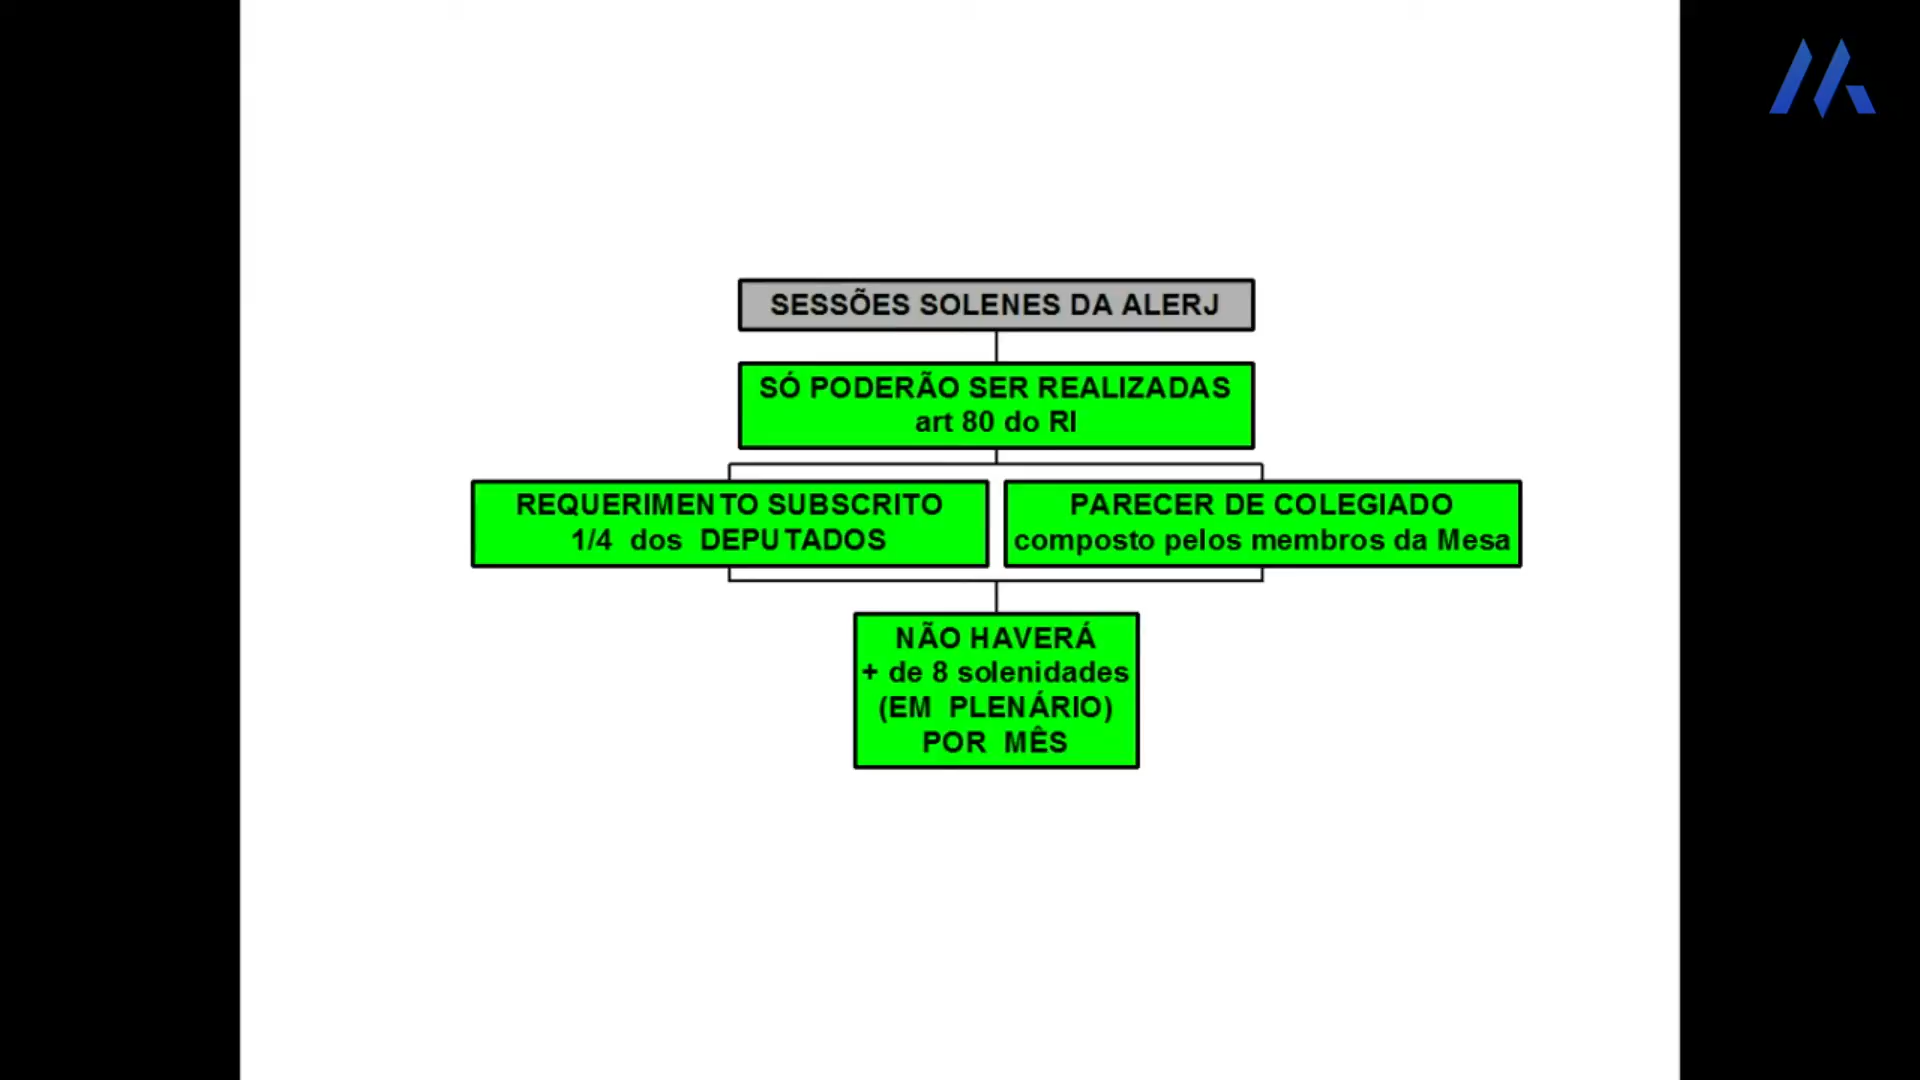 SESSÕES SOLENES DA ALERJ
SÓ PODERÃO SER REALIZADAS
art 80 do RI
REQUERIMENTO SUBSCRITO
1/4 dos DEPUTADOS
PARECER DE COLEGIADO
composto pelos membros da Mesa
NÃO HAVERÁ
+ de 8 solenidades
(EM PLENÁRIO)
POR MÊS